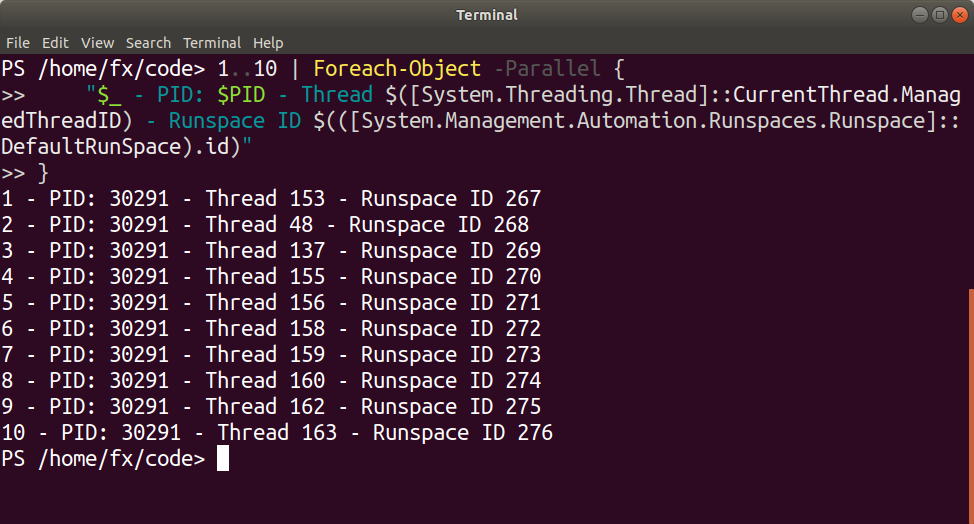 Terminal
File Edit View Search Terminal Help
PS /home/fx/code> 1..10 | Foreach-Object -Parallel {
>>     "$_ - PID: $PID - Thread $([System.Threading.Thread]::CurrentThread.Manag
edThreadID) - Runspace ID $(([System.Management.Automation.Runspaces.Runspace]::
DefaultRunSpace).id)"
>> }
1 - PID: 30291 - Thread 153 - Runspace ID 267
2 - PID: 30291 - Thread 48 - Runspace ID 268
3 - PID: 30291 - Thread 137 - Runspace ID 269
4 - PID: 30291 - Thread 155 - Runspace ID 270
5 - PID: 30291 - Thread 156 - Runspace ID 271
6 - PID: 30291 - Thread 158 - Runspace ID 272
7 - PID: 30291 - Thread 159 - Runspace ID 273
8 - PID: 30291 - Thread 160 - Runspace ID 274
9 - PID: 30291 - Thread 162 - Runspace ID 275
10 - PID: 30291 - Thread 163 - Runspace ID 276
PS /home/fx/code>